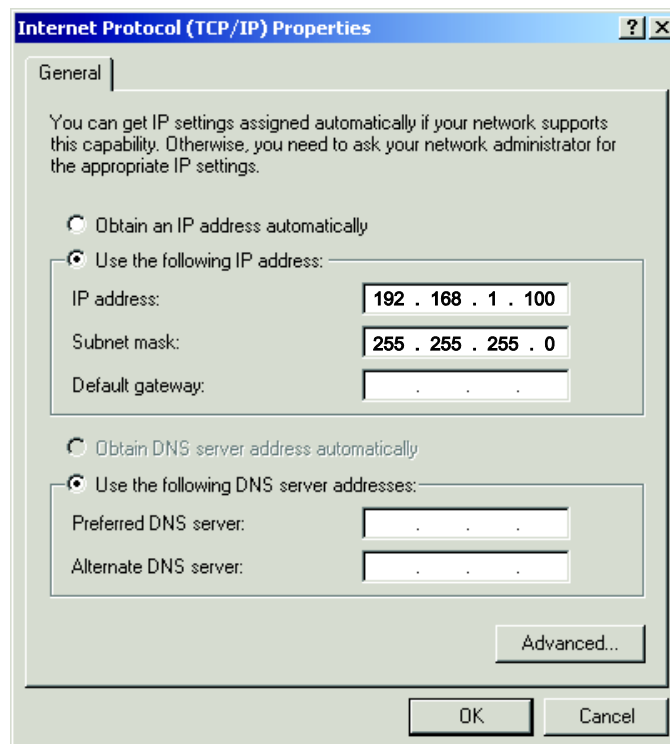 Internet Protocol (TCP/IP) Properties
General
You can get IP settings assigned automatically if your network supports
this capability. Otherwise, you need to ask your network administrator for
the appropriate IP settings.
Obtain an IP address automatically
Use the following IP address:
IP address: 192 . 168 . 1 . 100
Subnet mask: 255 . 255 . 255 . 0
Default gateway: . . .
Obtain DNS server address automatically
Use the following DNS server addresses:
Preferred DNS server: . . .
Alternate DNS server: . . .
Advanced...
OK Cancel